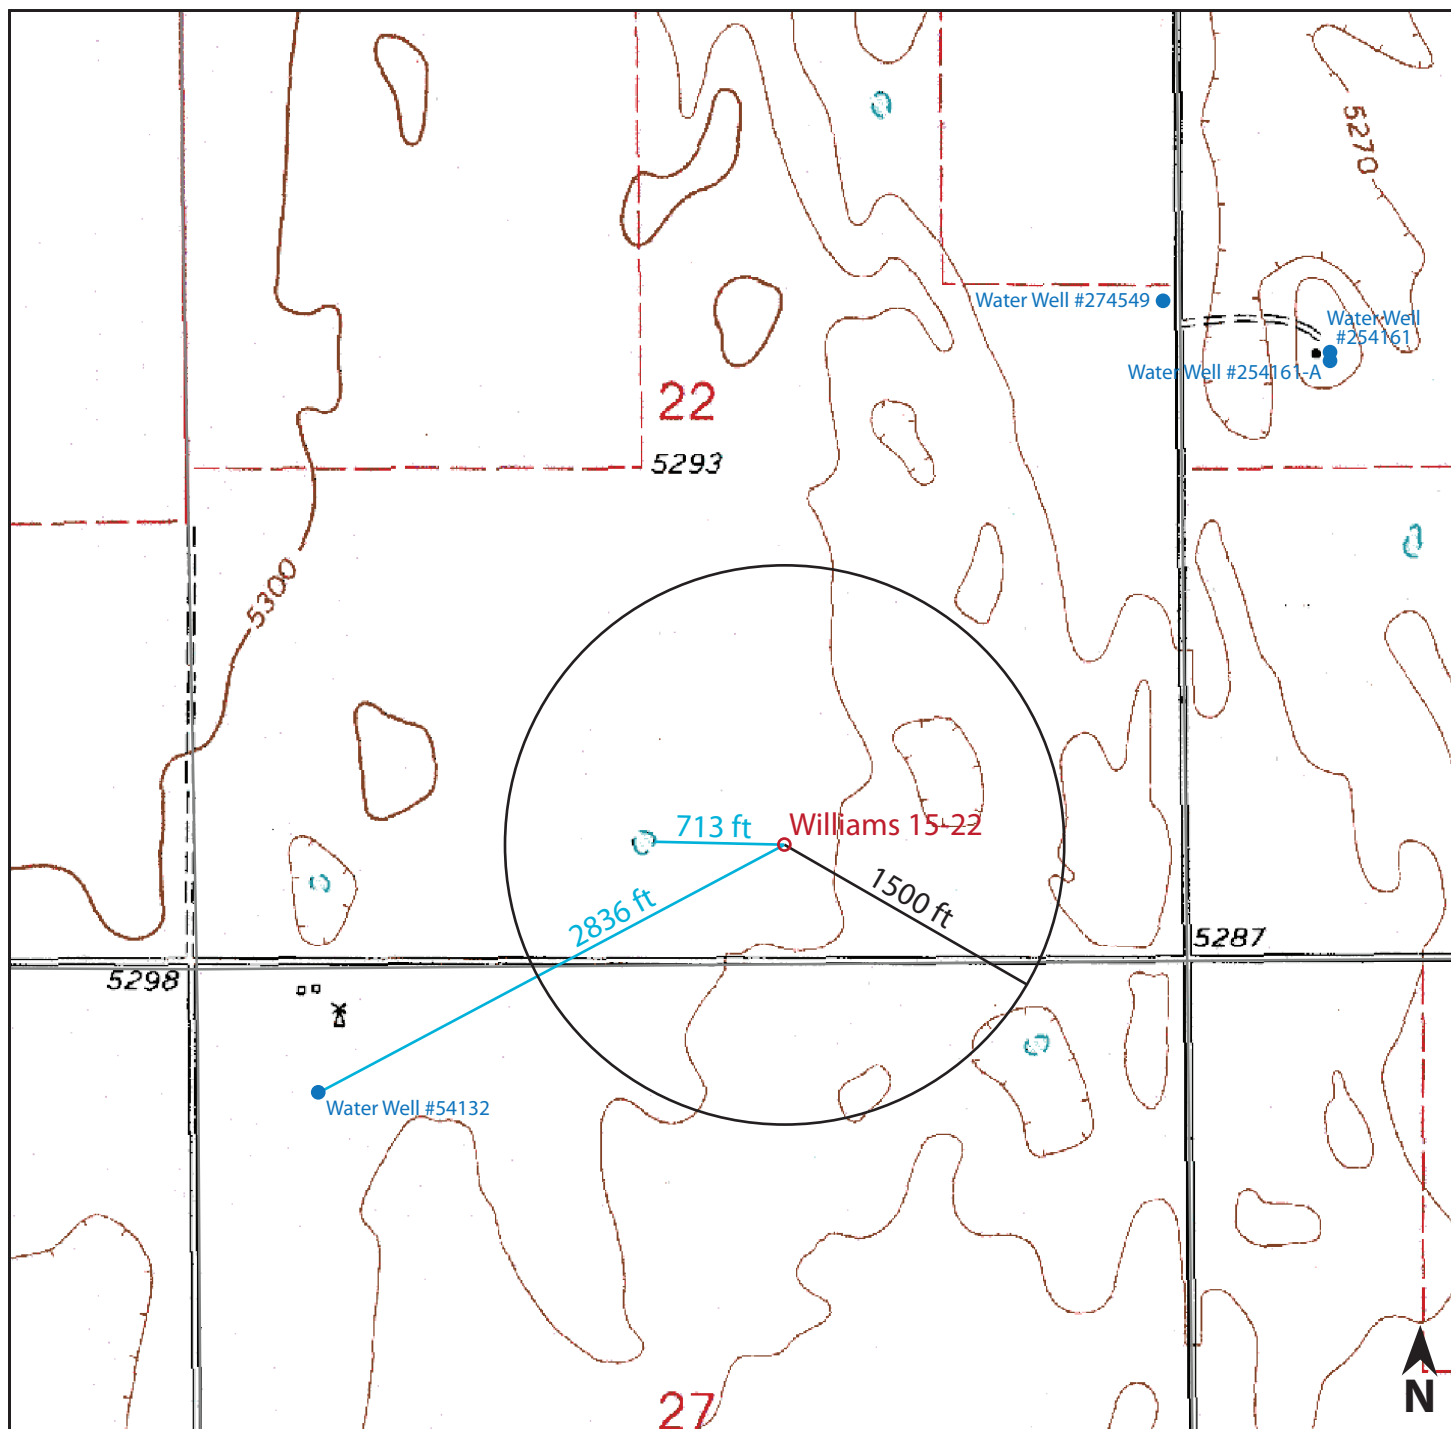 5270
Water Well #274549
Water Well
#254161
Water Well #254161-A
22
5293
5300
713 ft
Williams 15-22
1500 ft
2836 ft
5287
5298
Water Well #54132
27
N